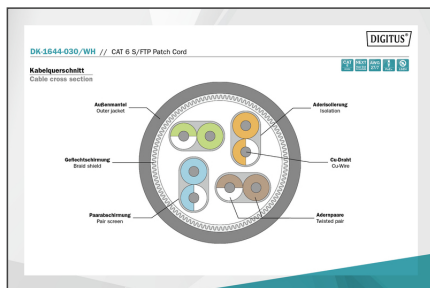 DIGITUS®
DK-1644-030/WH // CAT 6 S/FTP Patch Cord
Kabelquerschnitt
Cable cross section
Außenmantel
Outer jacket
Aderisolierung
Isolation
Geflechtschirmung
Braid shield
Cu-Draht
Cu-Wire
Paarabschirmung
Pair screen
Adernpaare
Twisted pair